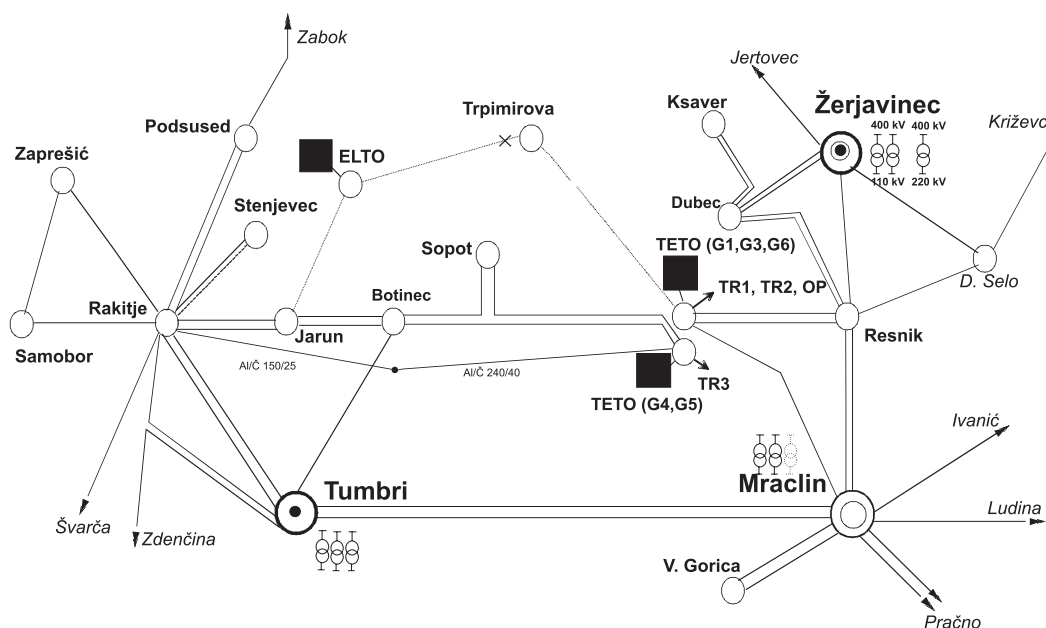 Zabok
Jertovec
Trpimirova
Ksaver
Žerjavinec
400 kV 400 kV
110 kV 220 kV
Križevc
Podsused
Zaprešić
ELTO
Stenjevec
Dubec
Sopot
TETO (G1,G3,G6)
TR1, TR2, OP
D. Selo
Rakitje
Botinec
Jarun
Resnik
Samobor
Al/Č 150/25
Al/Č 240/40
TR3
TETO (G4,G5)
Ivanić
Tumbri
Mraclin
Ludina
Švarča
Zdenčina
V. Gorica
Pračno